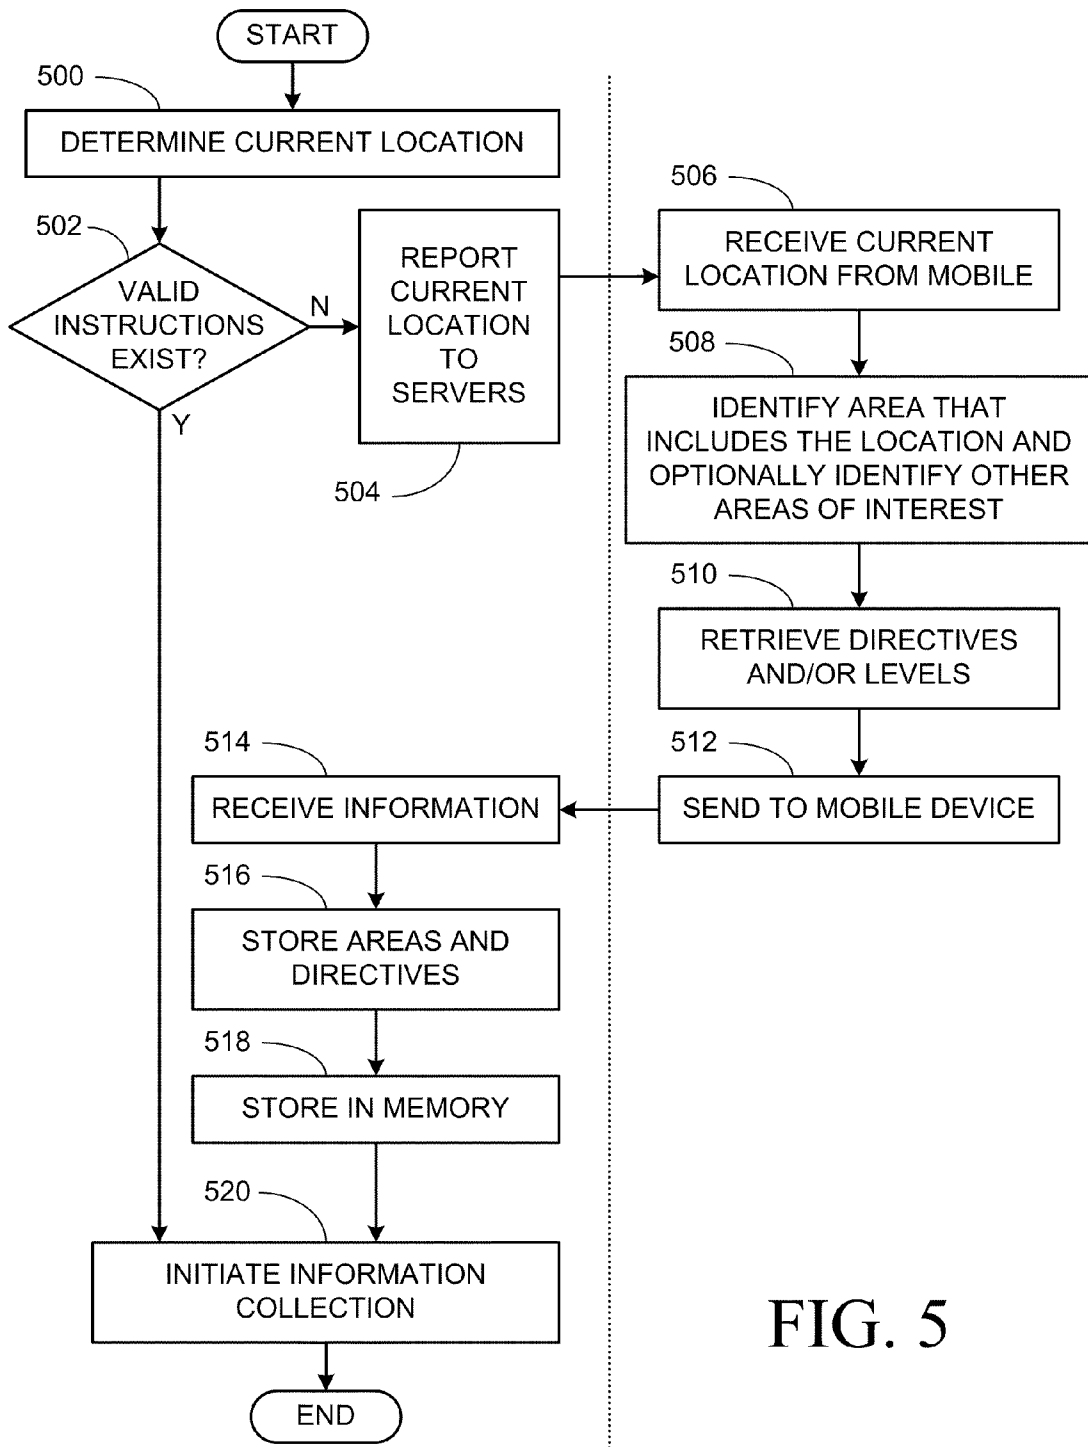 START
500
DETERMINE CURRENT LOCATION
502
VALID
INSTRUCTIONS
EXIST?
N
Y
REPORT
CURRENT
LOCATION
TO
SERVERS
504
506
RECEIVE CURRENT
LOCATION FROM MOBILE
508
IDENTIFY AREA THAT
INCLUDES THE LOCATION AND
OPTIONALLY IDENTIFY OTHER
AREAS OF INTEREST
510
RETRIEVE DIRECTIVES
AND/OR LEVELS
512
SEND TO MOBILE DEVICE
514
RECEIVE INFORMATION
516
STORE AREAS AND
DIRECTIVES
518
STORE IN MEMORY
520
INITIATE INFORMATION
COLLECTION
END
FIG. 5